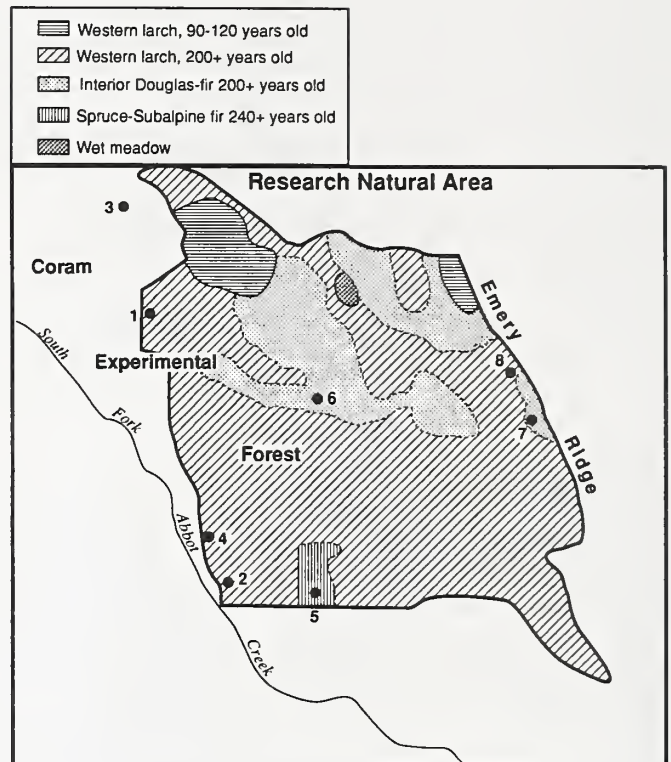 Western larch, 90-120 years old
Western larch, 200+ years old
Interior Douglas-fir 200+ years old
Spruce-Subalpine fir 240+ years old
Wet meadow
Research Natural Area
3
Coram
1
South
Emery
Experimental
8
Fork
6
7
Ridge
Forest
Abbot
4
2
5
Creek